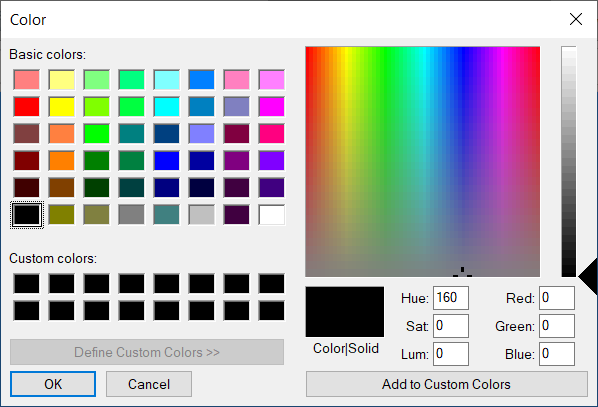 Color
Basic colors:
Custom colors:
Define Custom Colors >>
OK
Cancel
Color|Solid
Hue: 160
Sat: 0
Lum: 0
Red: 0
Green: 0
Blue: 0
Add to Custom Colors